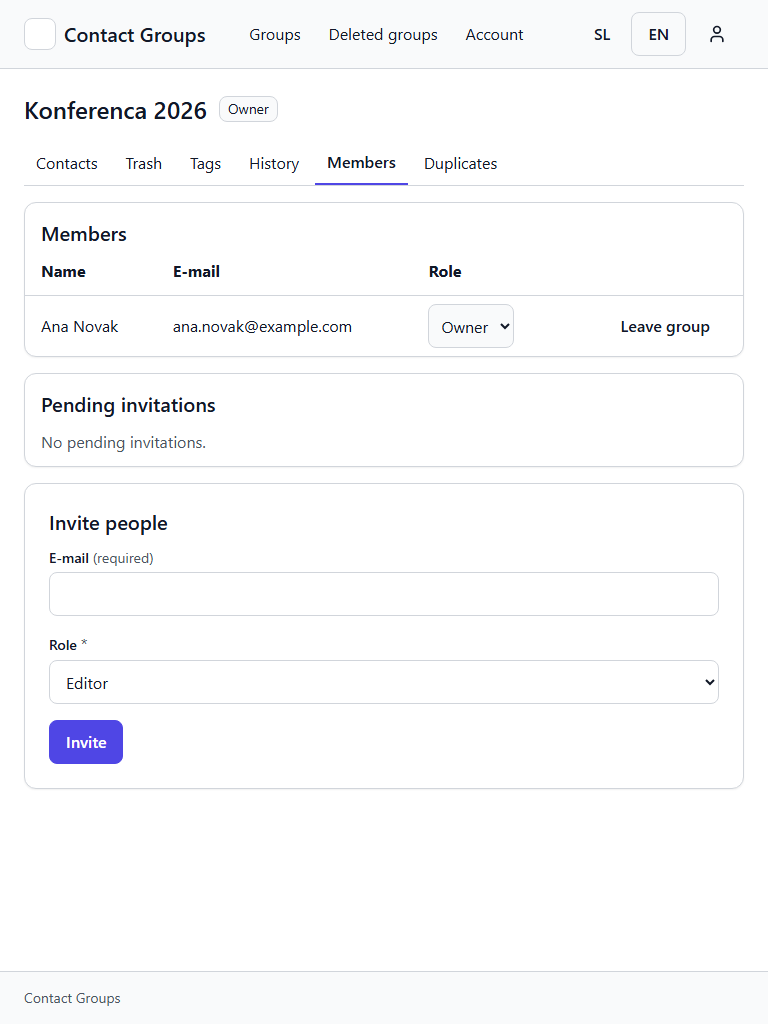 Contact Groups Groups Deleted groups Account SL EN
Konferenca 2026 Owner
Contacts Trash Tags History Members Duplicates
Members
Name E-mail Role
Ana Novak ana.novak@example.com Owner Leave group
Pending invitations
No pending invitations.
Invite people
E-mail (required)
Role *
Editor
Invite
Contact Groups